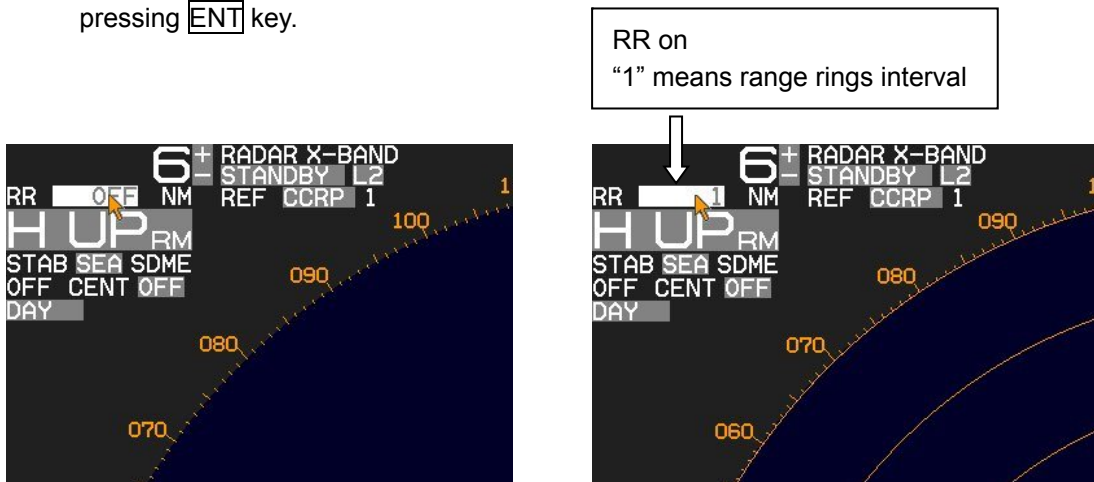 pressing ENT key.
RR on
“1” means range rings interval
6 + RADAR X-BAND
- STANDBY L2
RR OFF NM REF CCRP 1
H UP RM
STAB SEA SDME
OFF CENT OFF
DAY
1
100
090
080
070
6 + RADAR X-BAND
- STANDBY L2
RR 1 NM REF CCRP 1
H UP RM
STAB SEA SDME
OFF CENT OFF
DAY
1
090
080
070
060